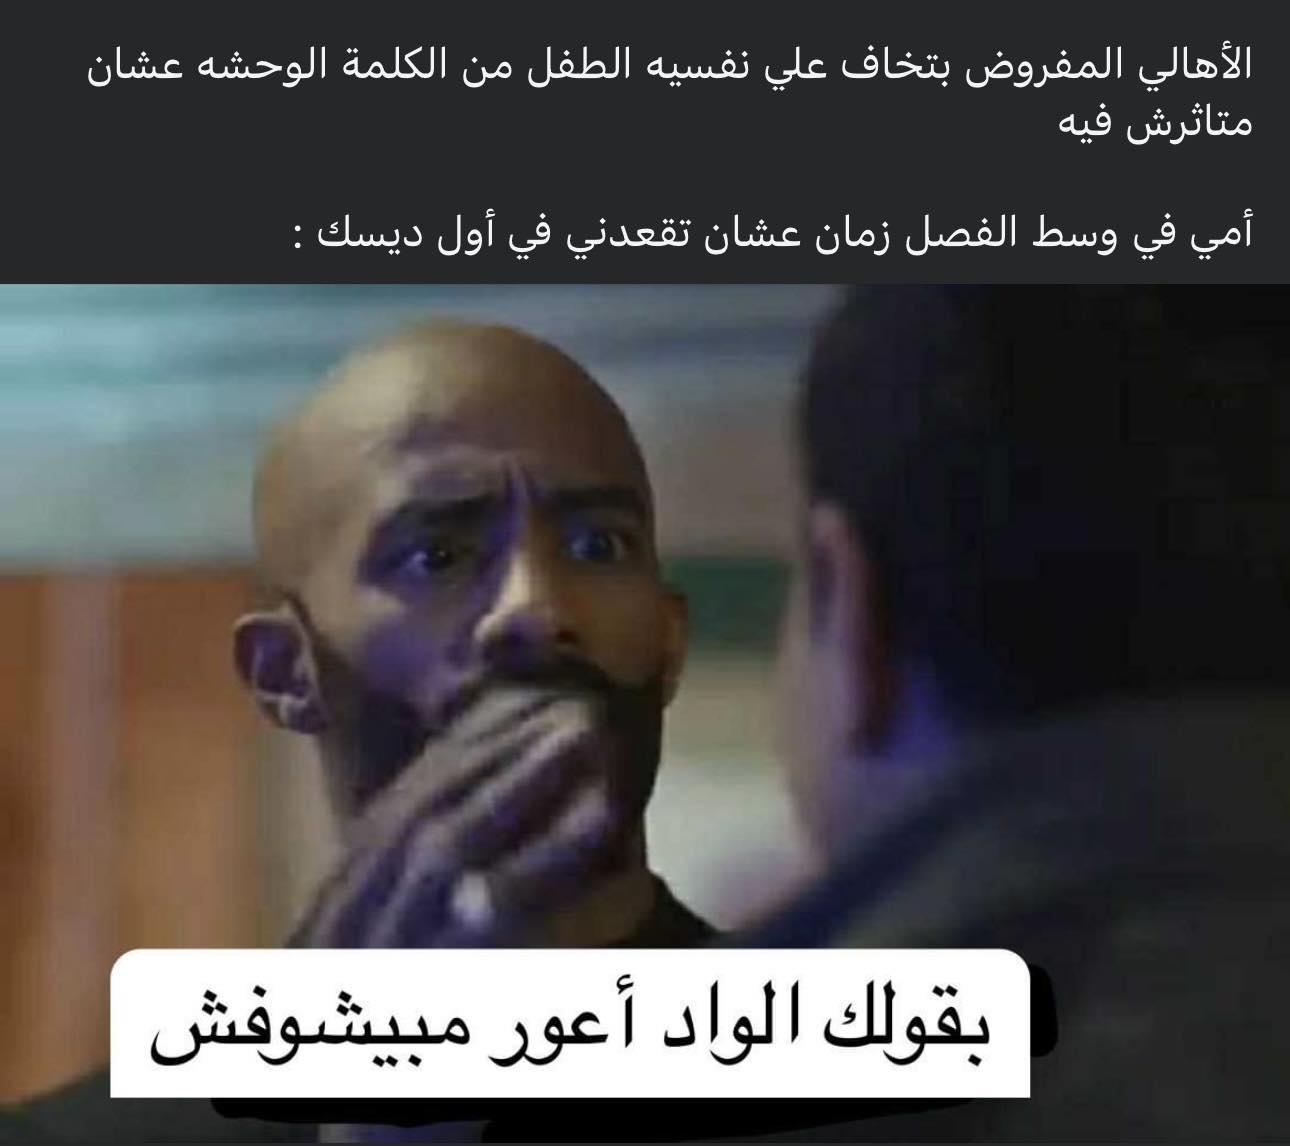 الأهالي المفروض بتخاف علي نفسيه الطفل من الكلمة الوحشه عشان
متاثرش فيه
أمي في وسط الفصل زمان عشان تقعدني في أول ديسك :
بقولك الواد أعور مبيشوفش